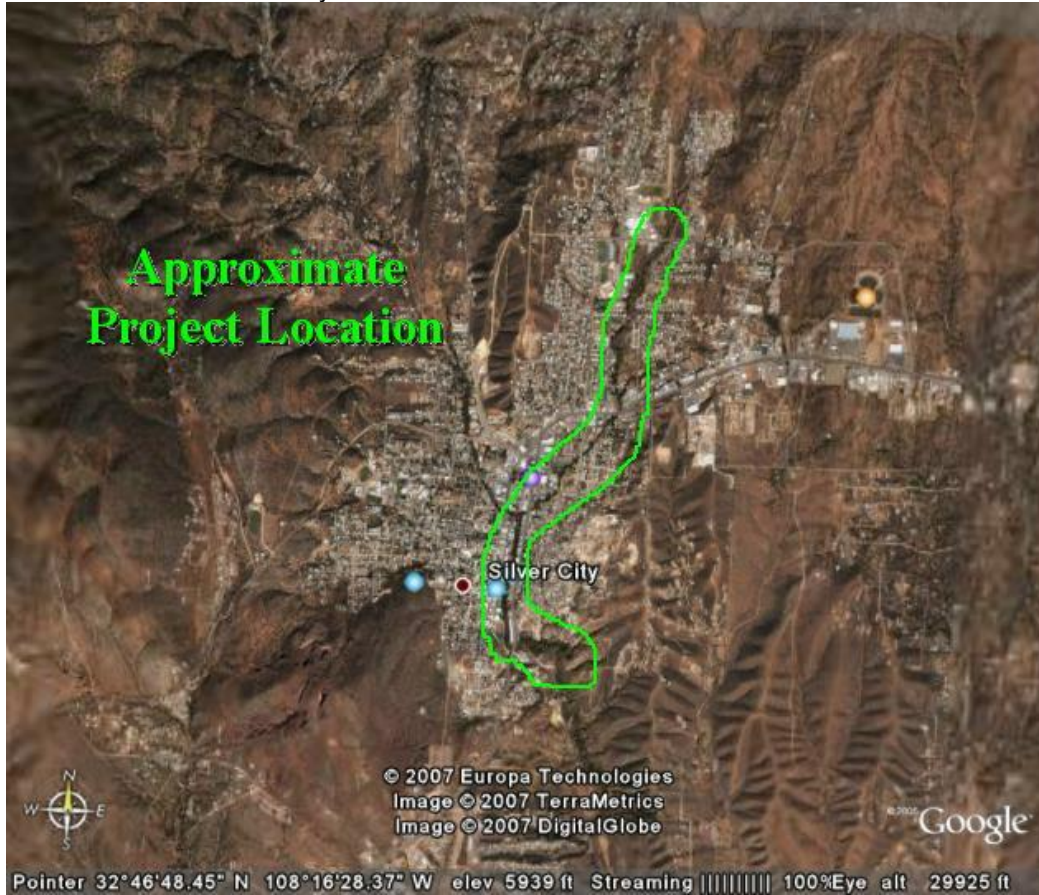 Approximate
Project Location
Silver City
N
W E
S
© 2007 Europa Technologies
Image © 2007 TerraMetrics
Image © 2007 DigitalGlobe
© 2005 Google
Pointer 32°46'48.45" N 108°16'28.37" W elev 5939 ft Streaming |||||||||| 100% Eye alt 29925 ft